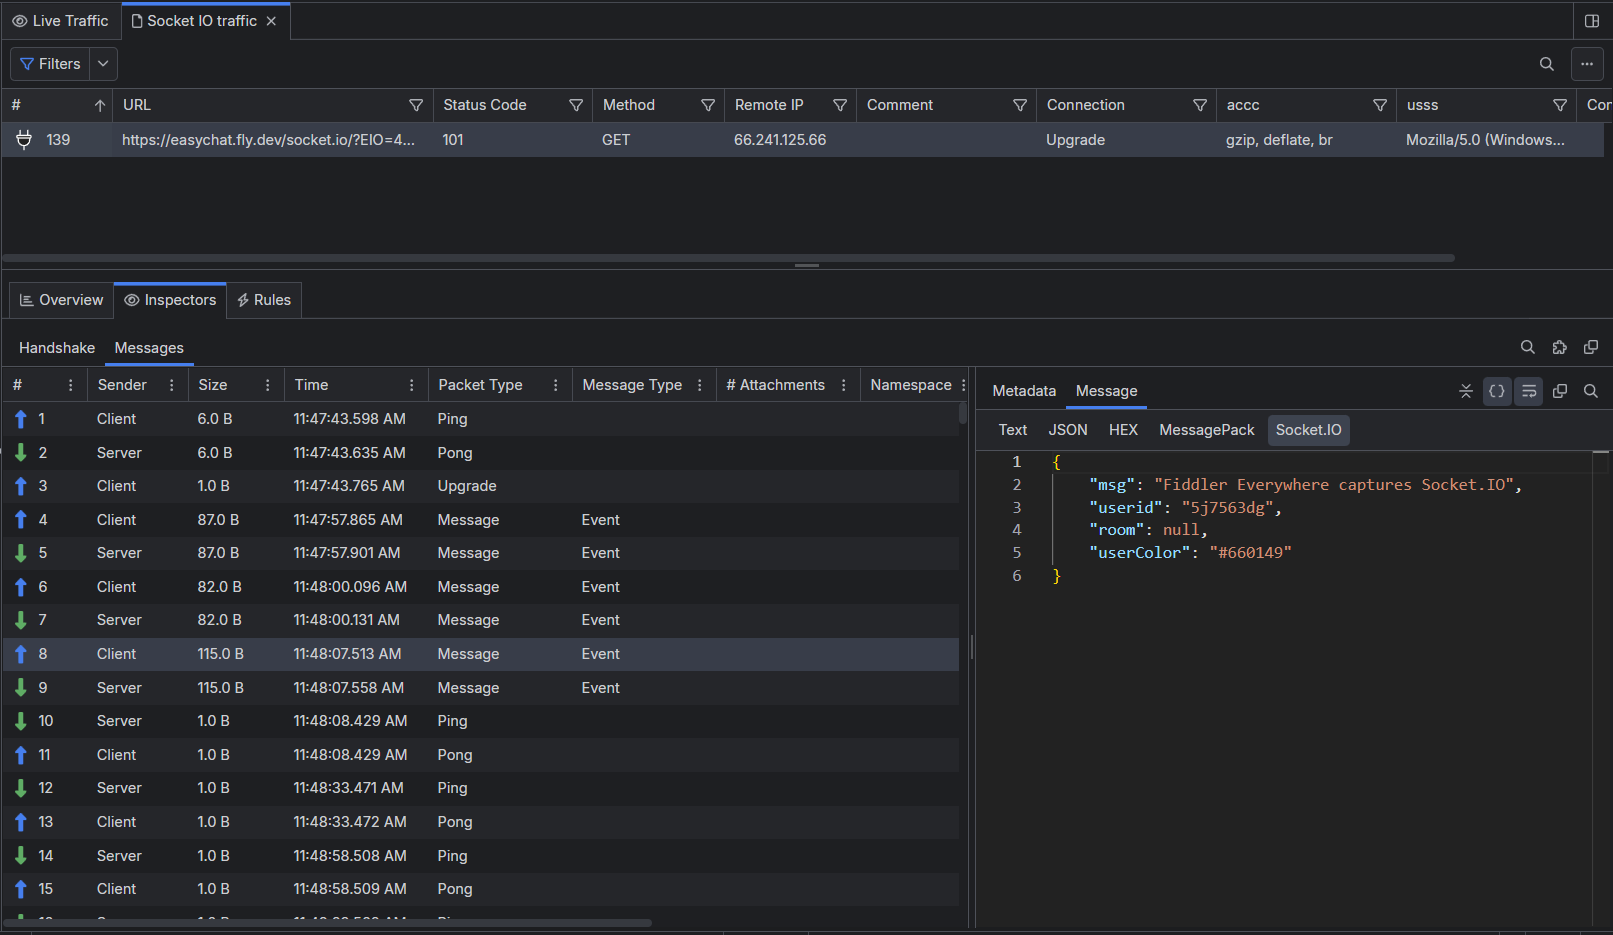 Live Traffic Socket IO traffic
Filters
# URL Status Code Method Remote IP Comment Connection accc usss Con
139 https://easychat.fly.dev/socket.io/?EIO=4... 101 GET 66.241.125.66 Upgrade gzip, deflate, br Mozilla/5.0 (Windows...
Overview Inspectors Rules
Handshake Messages
# Sender Size Time Packet Type Message Type # Attachments Namespace
1 Client 6.0 B 11:47:43.598 AM Ping
2 Server 6.0 B 11:47:43.635 AM Pong
3 Client 1.0 B 11:47:43.765 AM Upgrade
4 Client 87.0 B 11:47:57.865 AM Message Event
5 Server 87.0 B 11:47:57.901 AM Message Event
6 Client 82.0 B 11:48:00.096 AM Message Event
7 Server 82.0 B 11:48:00.131 AM Message Event
8 Client 115.0 B 11:48:07.513 AM Message Event
9 Server 115.0 B 11:48:07.558 AM Message Event
10 Server 1.0 B 11:48:08.429 AM Ping
11 Client 1.0 B 11:48:08.429 AM Pong
12 Server 1.0 B 11:48:33.471 AM Ping
13 Client 1.0 B 11:48:33.472 AM Pong
14 Server 1.0 B 11:48:58.508 AM Ping
15 Client 1.0 B 11:48:58.509 AM Pong
Metadata Message
Text JSON HEX MessagePack Socket.IO
1 {
2 "msg": "Fiddler Everywhere captures Socket.IO",
3 "userid": "5j7563dg",
4 "room": null,
5 "userColor": "#660149"
6 }